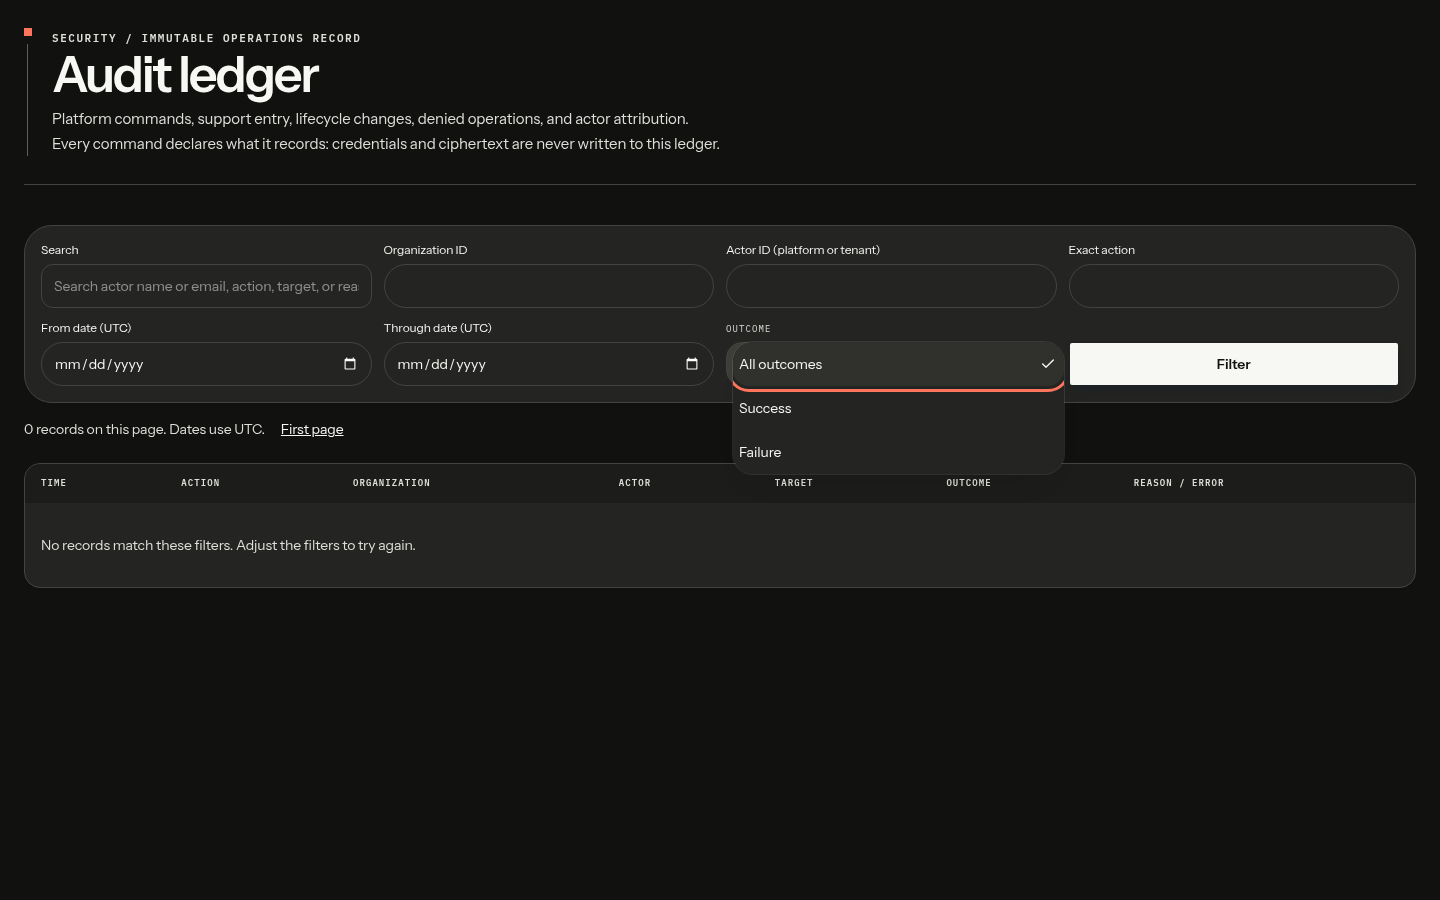 SECURITY / IMMUTABLE OPERATIONS RECORD
Audit ledger
Platform commands, support entry, lifecycle changes, denied operations, and actor attribution.
Every command declares what it records: credentials and ciphertext are never written to this ledger.
Search
Organization ID
Actor ID (platform or tenant)
Exact action
Search actor name or email, action, target, or rea
From date (UTC)
Through date (UTC)
OUTCOME
mm/dd/yyyy
mm/dd/yyyy
All outcomes
Filter
Success
Failure
0 records on this page. Dates use UTC. First page
TIME ACTION ORGANIZATION ACTOR TARGET OUTCOME REASON / ERROR
No records match these filters. Adjust the filters to try again.